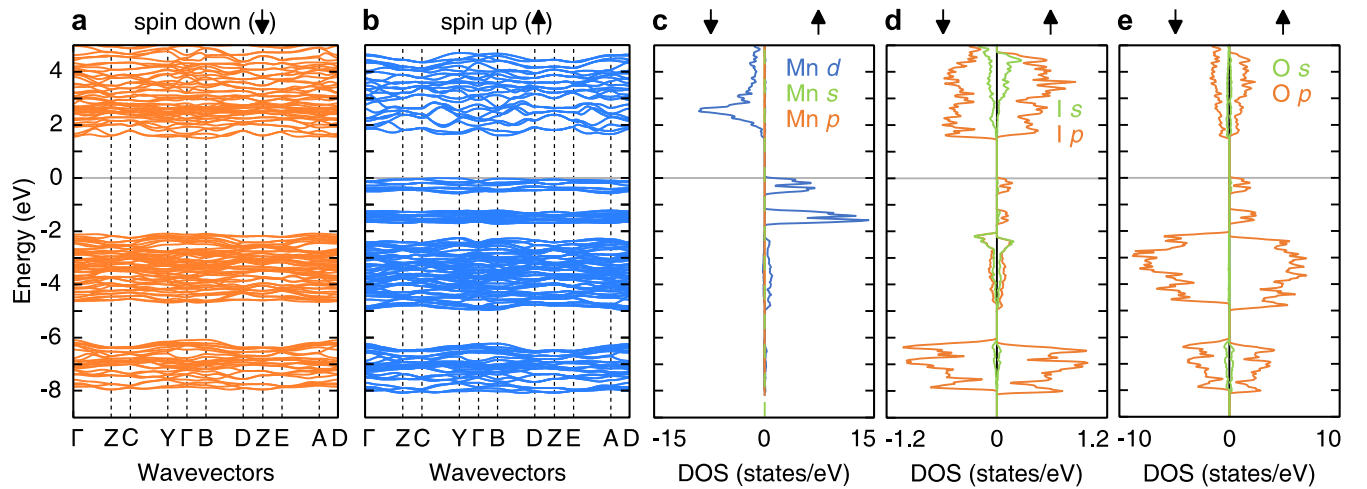 a spin down (↓)
b spin up (↑)
c ↓ ↑
d ↓ ↑
e ↓ ↑
Energy (eV)
4
2
0
-2
-4
-6
-8
Γ Z C Y Γ B D Z E A D
Wavevectors
Γ Z C Y Γ B D Z E A D
Wavevectors
Mn d
Mn s
Mn p
-15 0 15
DOS (states/eV)
I s
I p
-1.2 0 1.2
DOS (states/eV)
O s
O p
-10 0 10
DOS (states/eV)